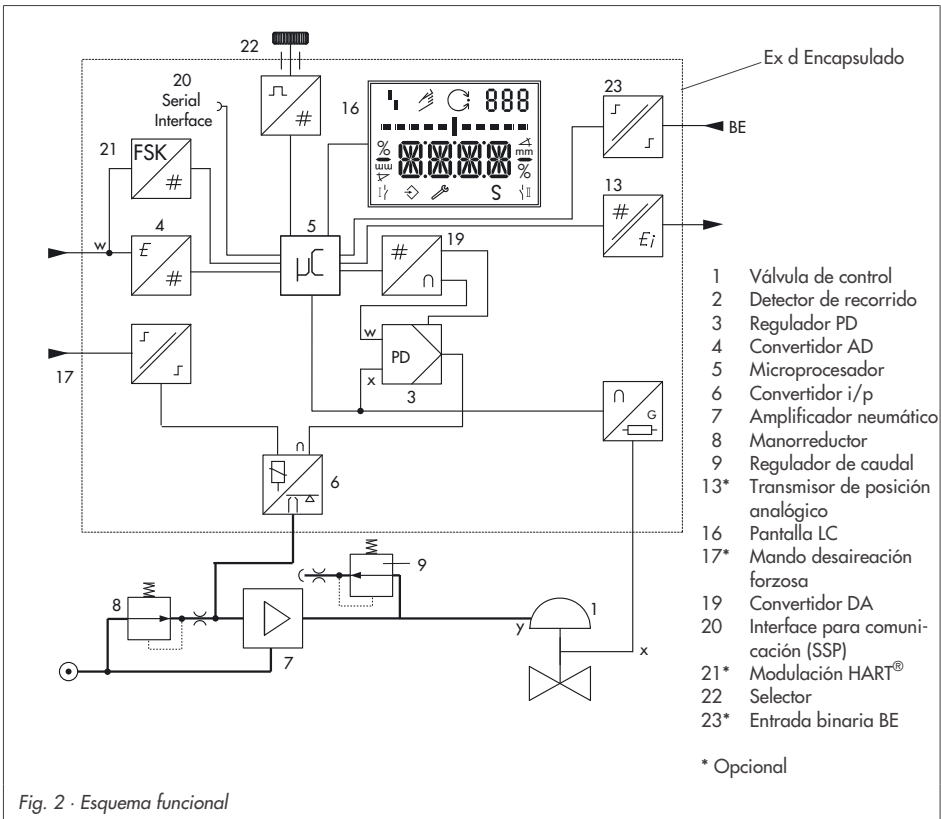 22
Ex d Encapsulado
20
Serial
Interface
#
16
888
%
mm
%
mm
S
I
II
23
BE
21
FSK
#
13
#
Ei
w
4
E
#
5
µC
19
#
w
PD
x
3
17
G
6
8
9
7
y
1
x
1 Válvula de control
2 Detector de recorrido
3 Regulador PD
4 Convertidor AD
5 Microprocesador
6 Convertidor i/p
7 Amplificador neumático
8 Manorreductor
9 Regulador de caudal
13* Transmisor de posición
analógico
16 Pantalla LC
17* Mando desaireación
forzosa
19 Convertidor DA
20 Interface para comuni-
cación (SSP)
21* Modulación HART®
22 Selector
23* Entrada binaria BE
* Opcional
Fig. 2 · Esquema funcional